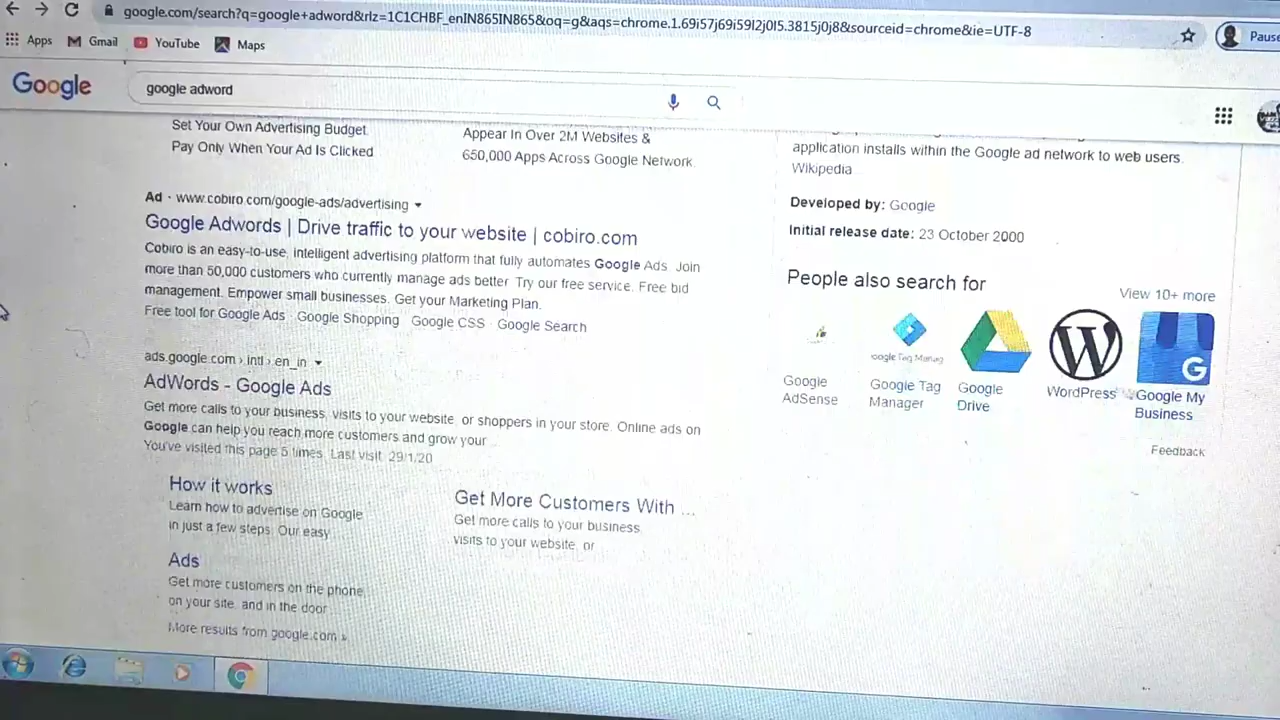 google.com/search?q=google+adword&rlz=1C1CHBF_enIN865IN865&oq=g&aqs=chrome.1.69i57j69i59l2j0l5.3815j0j8&sourceid=chrome&ie=UTF-8
Pause
Apps Gmail YouTube Maps
Google
google adword
Set Your Own Advertising Budget
Pay Only When Your Ad Is Clicked
Appear In Over 2M Websites &
650,000 Apps Across Google Network
Ad · www.cobiro.com/google-ads/advertising
Google Adwords | Drive traffic to your website | cobiro.com
Cobiro is an easy-to-use, intelligent advertising platform that fully automates Google Ads Join
more than 50,000 customers who currently manage ads better Try our free service. Free bid
management. Empower small businesses. Get your Marketing Plan.
Free tool for Google Ads · Google Shopping · Google CSS · Google Search
ads.google.com › intl › en_in
AdWords - Google Ads
Get more calls to your business, visits to your website, or shoppers in your store. Online ads on
Google can help you reach more customers and grow your
You've visited this page 5 times. Last visit: 29/1/20
How it works
Learn how to advertise on Google
in just a few steps. Our easy
Get More Customers With ...
Get more calls to your business,
visits to your website, or
Ads
Get more customers on the phone,
on your site, and in the door
More results from google.com »
application installs within the Google ad network to web users.
Wikipedia
Developed by: Google
Initial release date: 23 October 2000
People also search for
View 10+ more
oogle Tag Manag
G
Google
AdSense
Google Tag
Manager
Google
Drive
WordPress
Google My
Business
Feedback